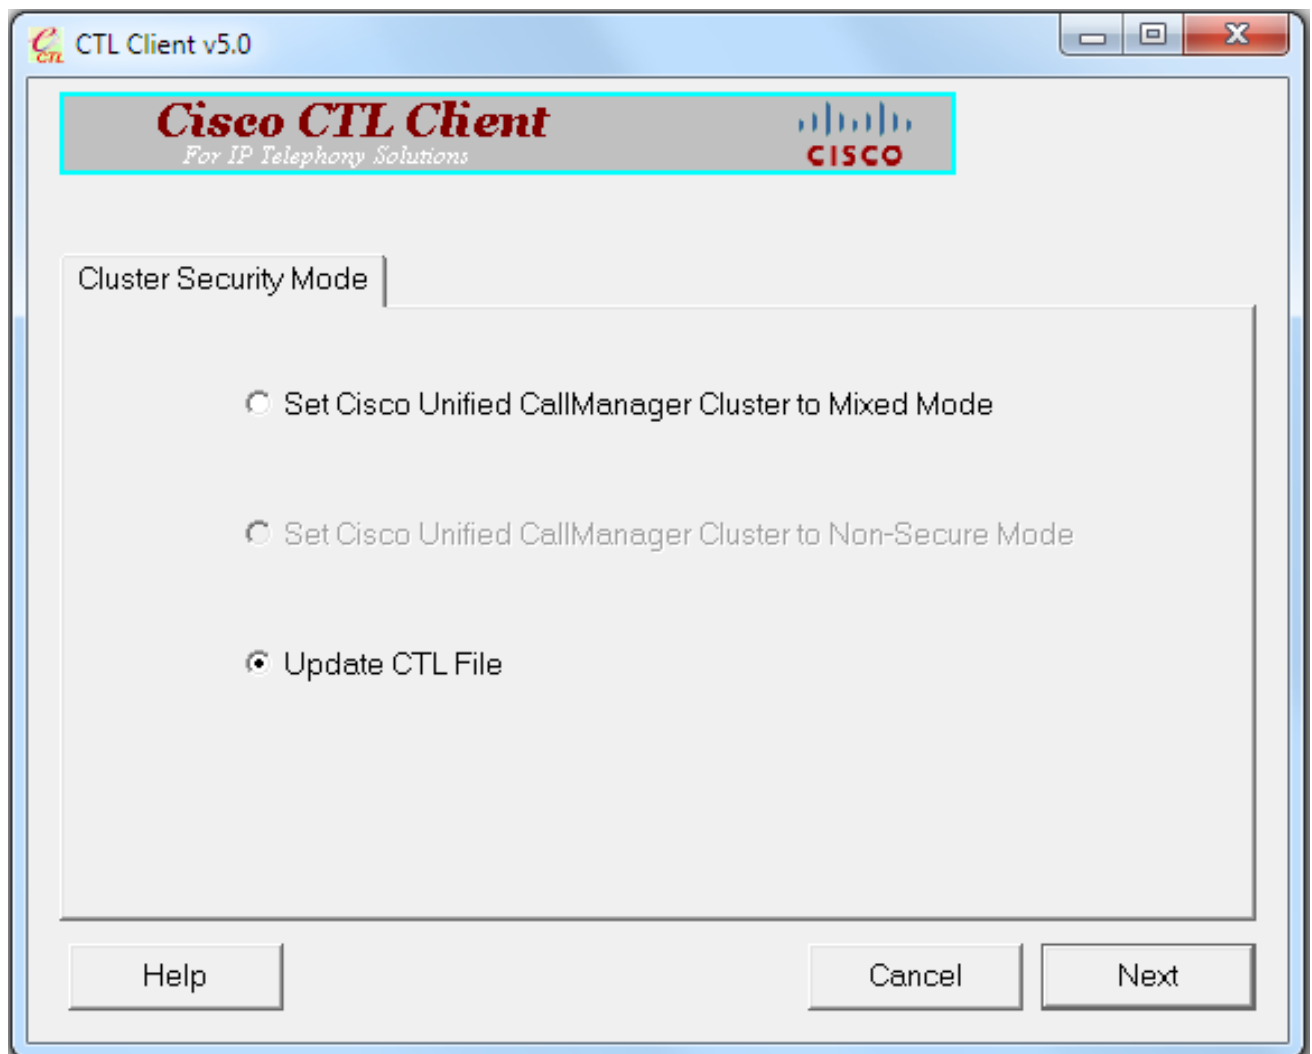 CTL Client v5.0
Cisco CTL Client
For IP Telephony Solutions
CISCO
Cluster Security Mode
Set Cisco Unified CallManager Cluster to Mixed Mode
Set Cisco Unified CallManager Cluster to Non-Secure Mode
Update CTL File
Help
Cancel
Next